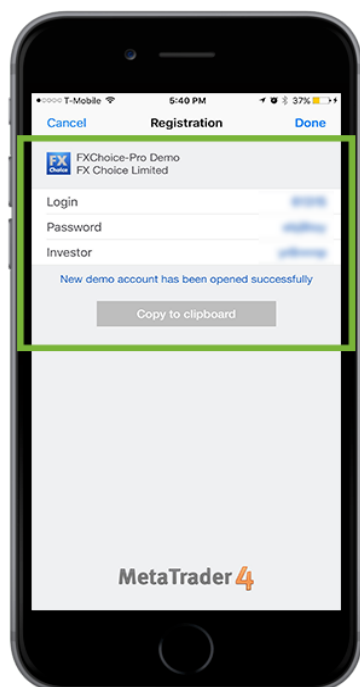 T-Mobile 5:40 PM 37%
Cancel Registration Done
FX Choice FXChoice-Pro Demo
FX Choice Limited
Login
Password
Investor
New demo account has been opened successfully
Copy to clipboard
MetaTrader 4